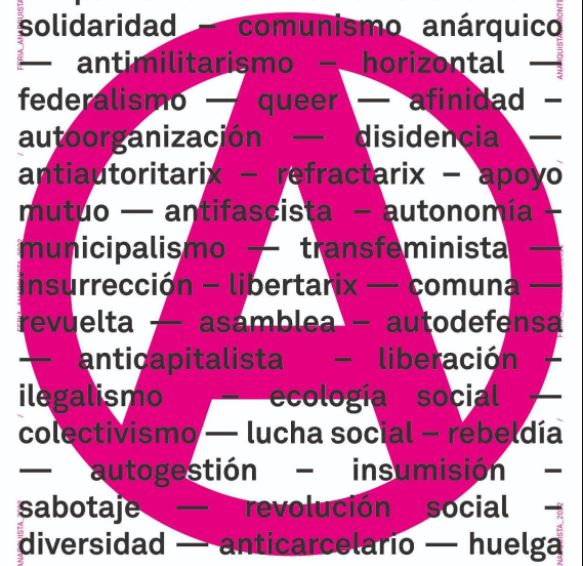 solidaridad – comunismo anárquico
— antimilitarismo – horizontal —
federalismo — queer — afinidad –
autoorganización — disidencia —
antiautoritarix – refractarix – apoyo
mutuo — antifascista – autonomía –
municipalismo — transfeminista —
insurrección – libertarix — comuna —
revuelta — asamblea – autodefensa
— anticapitalista – liberación –
ilegalismo – ecología social —
colectivismo — lucha social – rebeldía
— autogestión – insumisión –
sabotaje — revolución social –
diversidad — anticarcelario — huelga